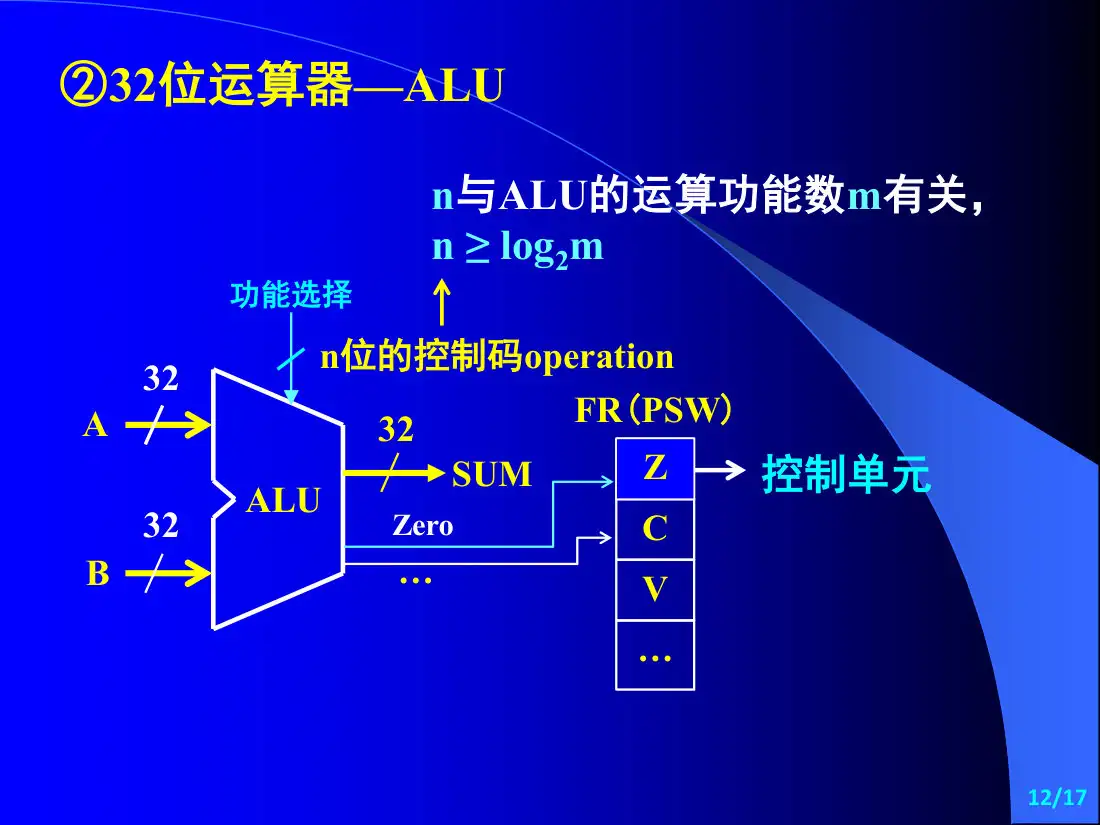 ②32位运算器—ALU
n与ALU的运算功能数m有关，
n ≥ log₂m
功能选择
n位的控制码operation
32
A
FR(PSW)
32
SUM
Z
控制单元
ALU
32
Zero
C
B
…
V
…
12/17